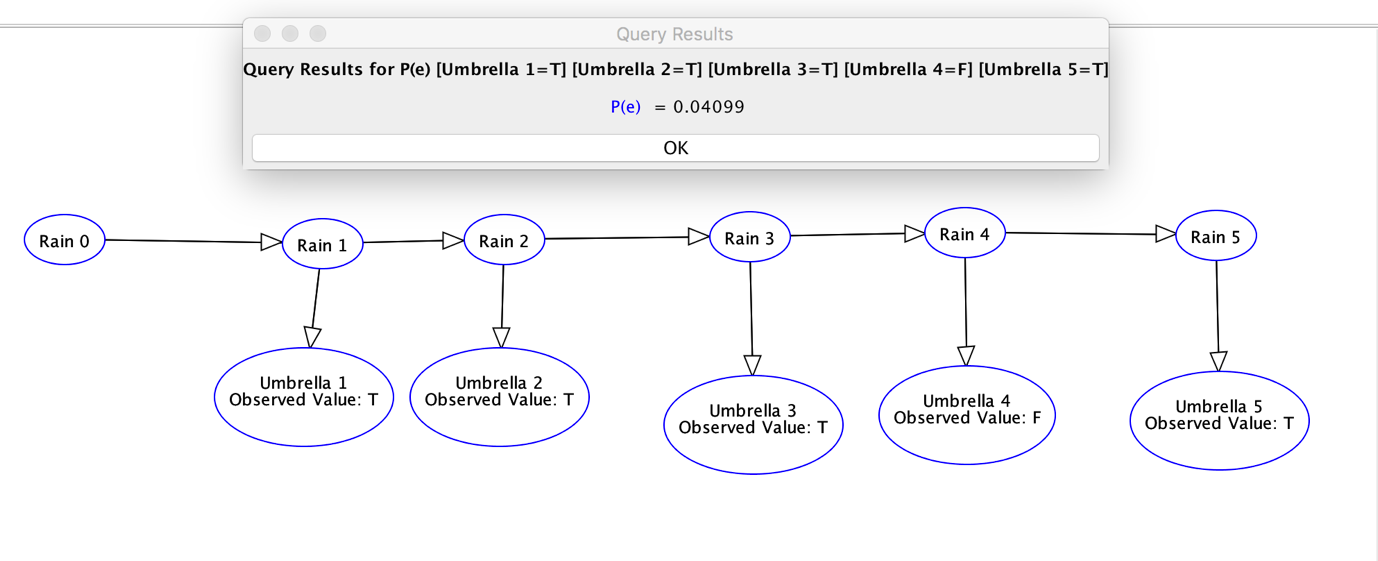 Query Results
Query Results for P(e) [Umbrella 1=T] [Umbrella 2=T] [Umbrella 3=T] [Umbrella 4=F] [Umbrella 5=T]
P(e) = 0.04099
OK
Rain 0
Rain 1
Rain 2
Rain 3
Rain 4
Rain 5
Umbrella 1
Observed Value: T
Umbrella 2
Observed Value: T
Umbrella 3
Observed Value: T
Umbrella 4
Observed Value: F
Umbrella 5
Observed Value: T